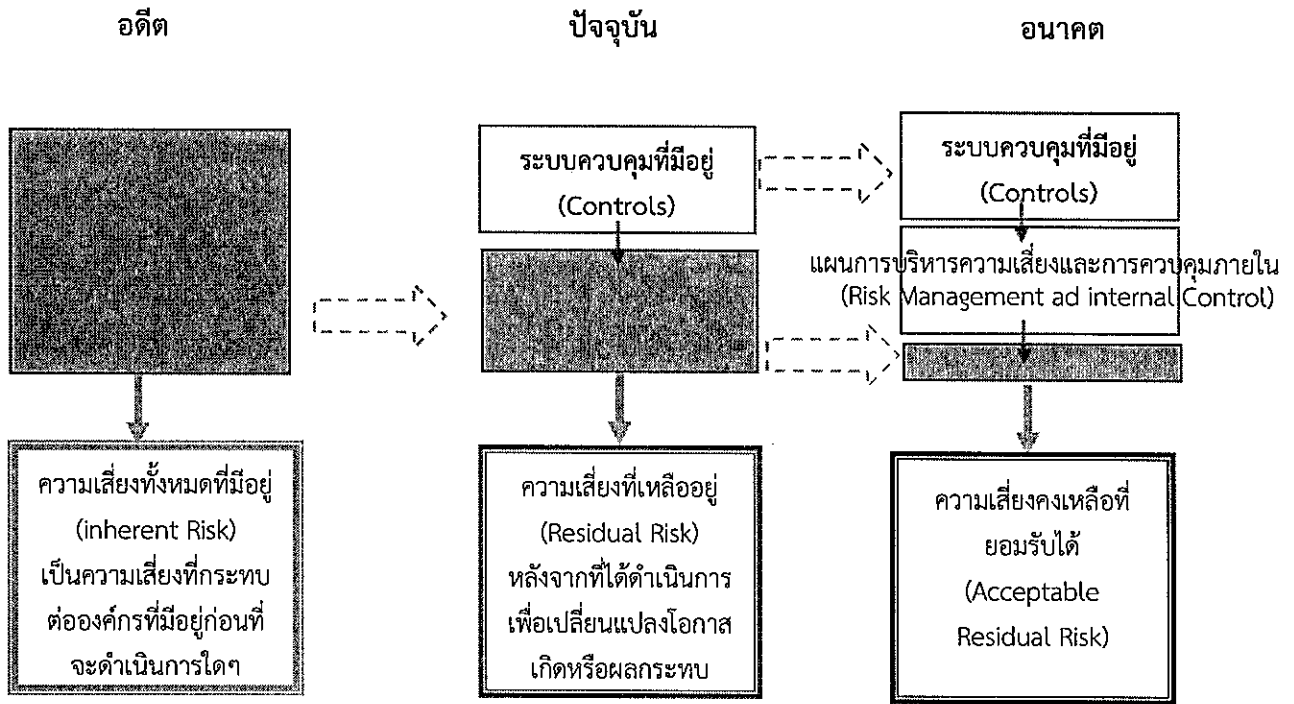 อดีต
ปัจจุบัน
อนาคต
ระบบควบคุมที่มีอยู่
(Controls)
ระบบควบคุมที่มีอยู่
(Controls)
แผนการบริหารความเสี่ยงและการควบคุมภายใน
(Risk Management ad internal Control)
ความเสี่ยงทั้งหมดที่มีอยู่
(inherent Risk)
เป็นความเสี่ยงที่กระทบ
ต่อองค์กรที่มีอยู่ก่อนที่
จะดำเนินการใดๆ
ความเสี่ยงที่เหลืออยู่
(Residual Risk)
หลังจากที่ได้ดำเนินการ
เพื่อเปลี่ยนแปลงโอกาส
เกิดหรือผลกระทบ
ความเสี่ยงคงเหลือที่
ยอมรับได้
(Acceptable
Residual Risk)